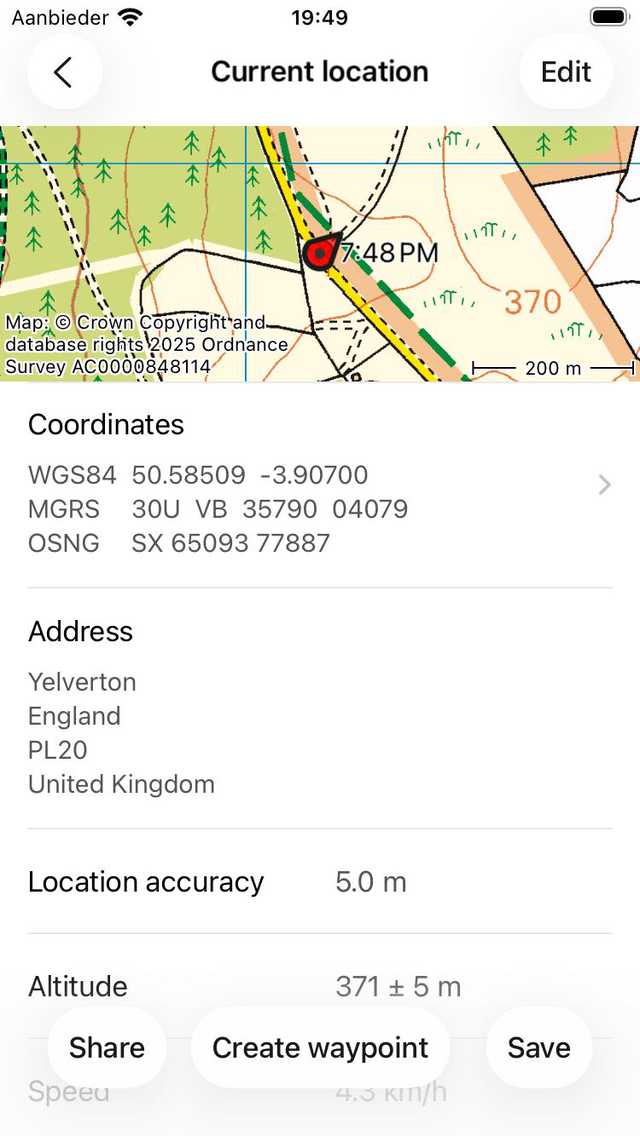 Aanbieder 19:49
Current location Edit
7:48 PM
370
Map: © Crown Copyright and
database rights 2025 Ordnance
Survey AC0000848114
200 m
Coordinates
WGS84 50.58509 -3.90700
MGRS 30U VB 35790 04079
OSNG SX 65093 77887
Address
Yelverton
England
PL20
United Kingdom
Location accuracy 5.0 m
Altitude 371 ± 5 m
Share Create waypoint Save
Speed 4.3 km/h